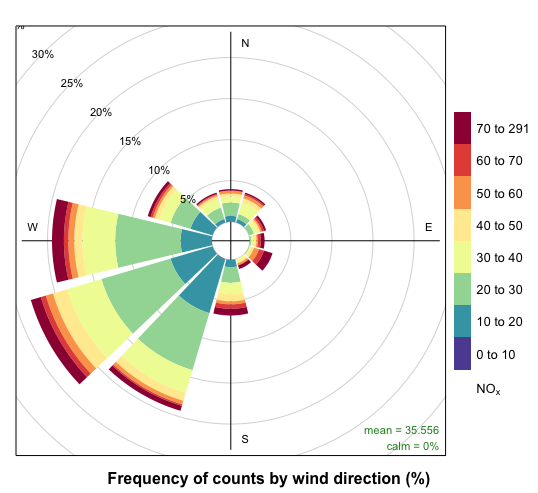 %
30%
25%
20%
15%
10%
5%
N
W
E
S
70 to 291
60 to 70
50 to 60
40 to 50
30 to 40
20 to 30
10 to 20
0 to 10
NOₓ
mean = 35.556
calm = 0%
Frequency of counts by wind direction (%)